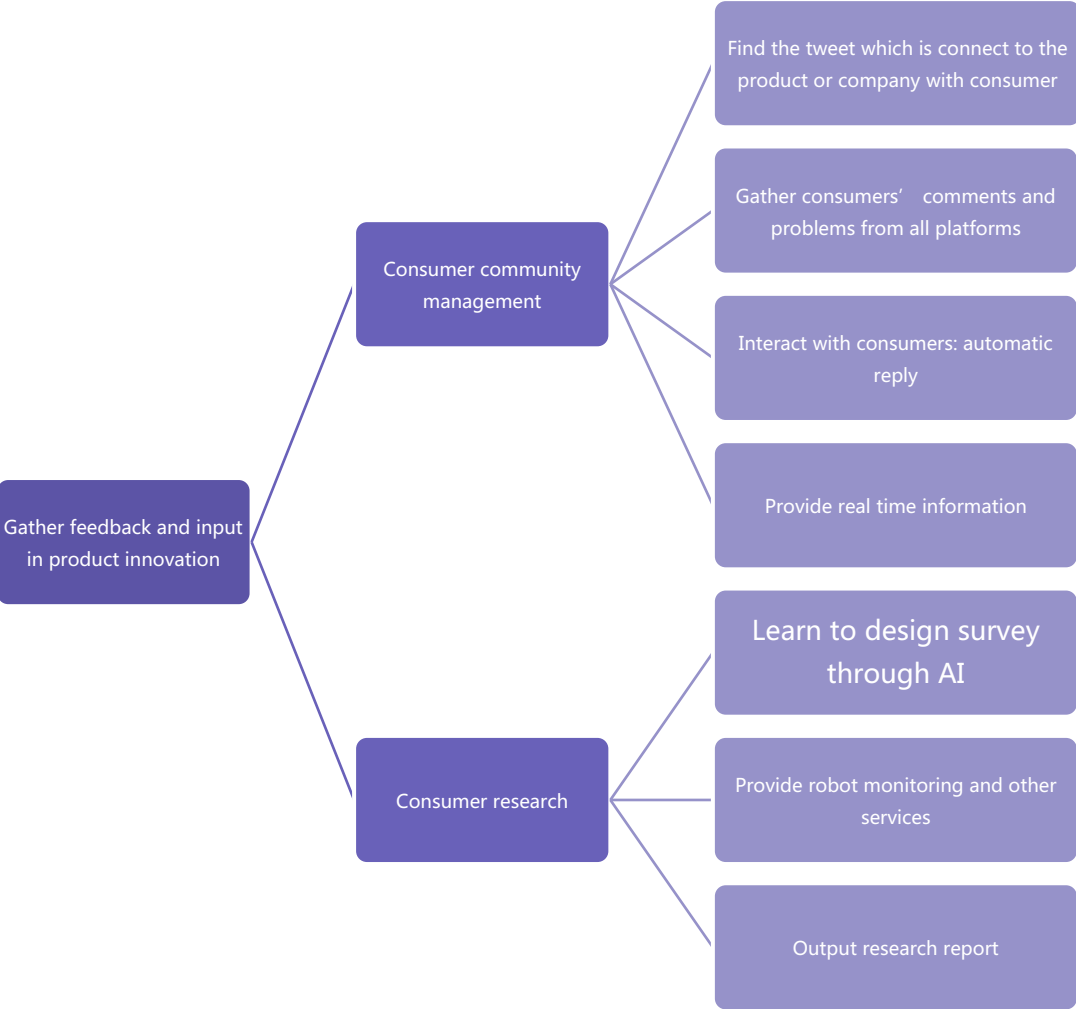 Find the tweet which is connect to the
product or company with consumer
Gather consumers’ comments and
problems from all platforms
Consumer community
management
Interact with consumers: automatic
reply
Provide real time information
Gather feedback and input
in product innovation
Learn to design survey
through AI
Consumer research
Provide robot monitoring and other
services
Output research report